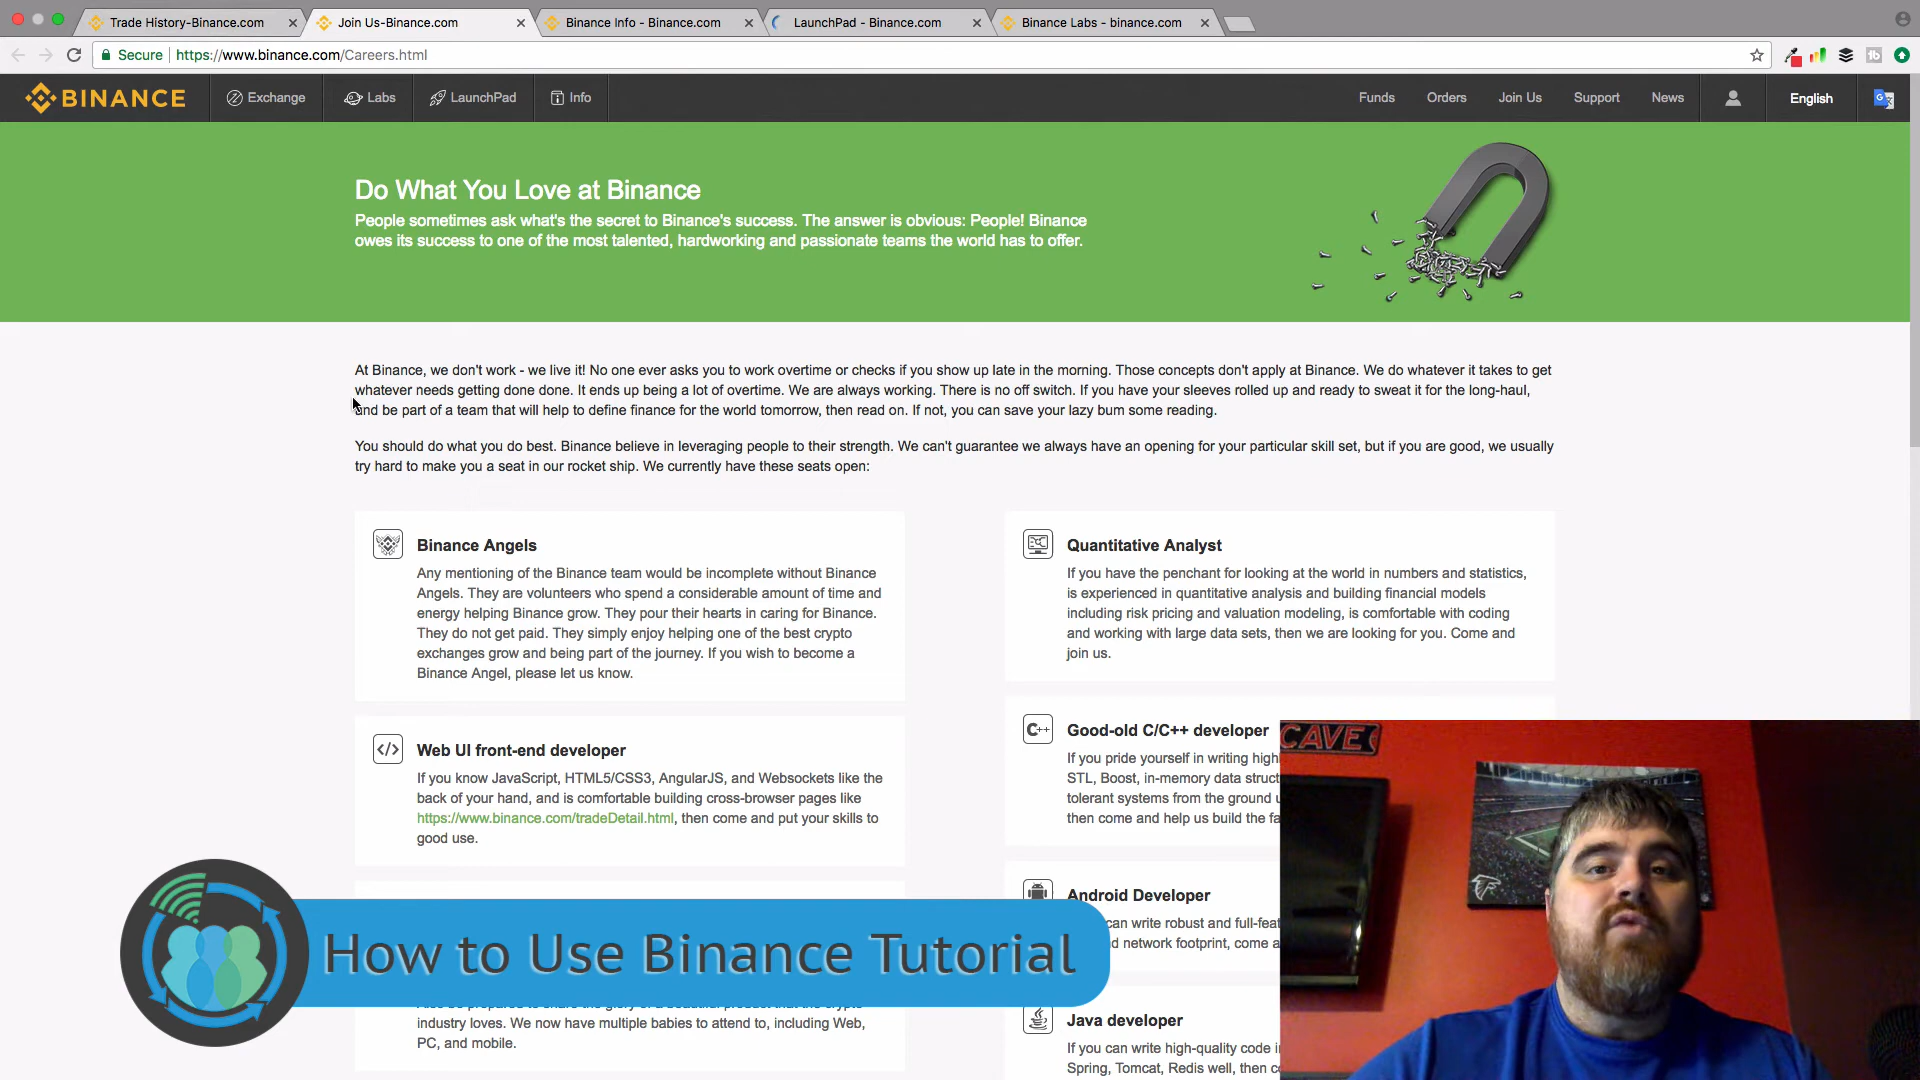 Trade History-Binance.com
Join Us-Binance.com
Binance Info - Binance.com
LaunchPad - Binance.com
Binance Labs - binance.com
Secure https://www.binance.com/Careers.html
BINANCE Exchange Labs LaunchPad Info Funds Orders Join Us Support News English
Do What You Love at Binance
People sometimes ask what's the secret to Binance's success. The answer is obvious: People! Binance
owes its success to one of the most talented, hardworking and passionate teams the world has to offer.
At Binance, we don't work - we live it! No one ever asks you to work overtime or checks if you show up late in the morning. Those concepts don't apply at Binance. We do whatever it takes to get
whatever needs getting done done. It ends up being a lot of overtime. We are always working. There is no off switch. If you have your sleeves rolled up and ready to sweat it for the long-haul,
and be part of a team that will help to define finance for the world tomorrow, then read on. If not, you can save your lazy bum some reading.
You should do what you do best. Binance believe in leveraging people to their strength. We can't guarantee we always have an opening for your particular skill set, but if you are good, we usually
try hard to make you a seat in our rocket ship. We currently have these seats open:
Binance Angels
Any mentioning of the Binance team would be incomplete without Binance
Angels. They are volunteers who spend a considerable amount of time and
energy helping Binance grow. They pour their hearts in caring for Binance.
They do not get paid. They simply enjoy helping one of the best crypto
exchanges grow and being part of the journey. If you wish to become a
Binance Angel, please let us know.
Quantitative Analyst
If you have the penchant for looking at the world in numbers and statistics,
is experienced in quantitative analysis and building financial models
including risk pricing and valuation modeling, is comfortable with coding
and working with large data sets, then we are looking for you. Come and
join us.
Web UI front-end developer
If you know JavaScript, HTML5/CSS3, AngularJS, and Websockets like the
back of your hand, and is comfortable building cross-browser pages like
https://www.binance.com/tradeDetail.html, then come and put your skills to
good use.
C++ Good-old C/C++ developer
If you pride yourself in writing high
STL, Boost, in-memory data struct
tolerant systems from the ground u
then come and help us build the fa
CAVE
Android Developer
can write robust and full-feat
d network footprint, come a
How to Use Binance Tutorial
industry loves. We now have multiple babies to attend to, including Web,
PC, and mobile.
Java developer
If you can write high-quality code i
Spring, Tomcat, Redis well, then c